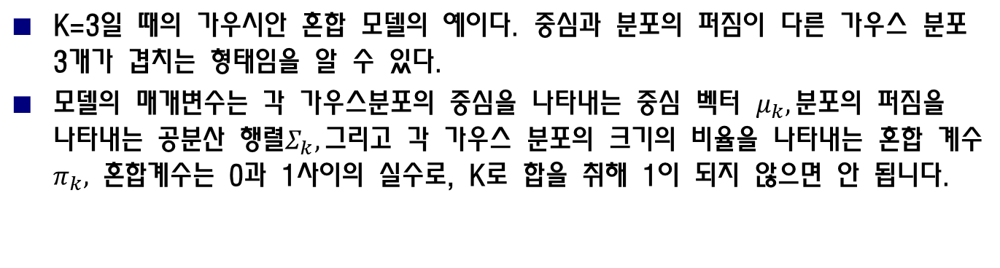 ■ K=3일 때의 가우시안 혼합 모델의 예이다. 중심과 분포의 퍼짐이 다른 가우스 분포
3개가 겹치는 형태임을 알 수 있다.
■ 모델의 매개변수는 각 가우스분포의 중심을 나타내는 중심 벡터 𝜇ₖ,분포의 퍼짐을
나타내는 공분산 행렬𝛴ₖ,그리고 각 가우스 분포의 크기의 비율을 나타내는 혼합 계수
𝜋ₖ, 혼합계수는 0과 1사이의 실수로, K로 합을 취해 1이 되지 않으면 안 됩니다.